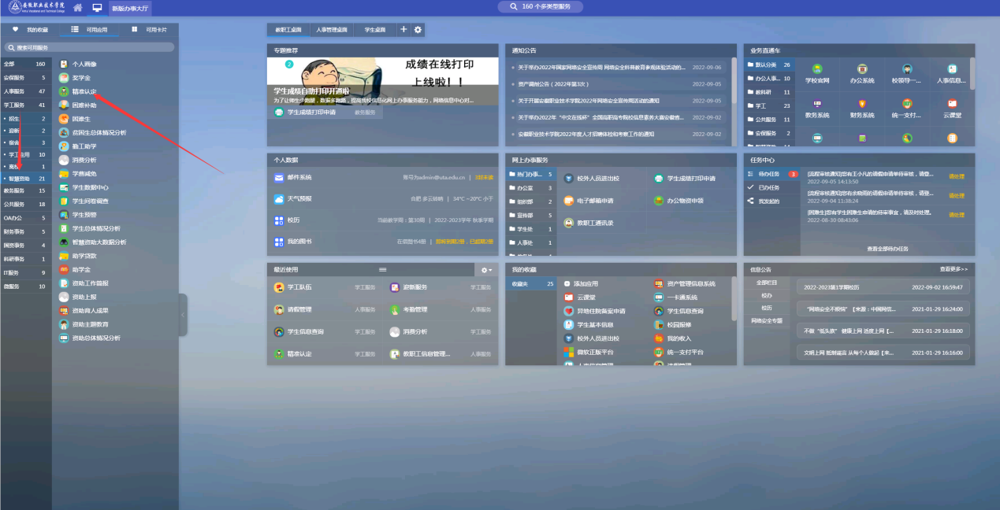 安徽职业技术学院
新版办事大厅
160 个多类型服务
我的收藏
可用应用
可用卡片
搜索可用服务
全部 160
安保服务 5
人事服务 47
学工服务 41
招生 2
迎新 2
宿舍 3
学工应用 10
离校 1
智慧资助 21
教务服务 15
公共服务 18
OA办公 5
财务事务 5
国资事务 4
科研事务 1
IT服务 9
微服务 10
个人画像
奖学金
精准认定
困难补助
困难生
贫困生总体情况分析
勤工助学
消费分析
学费减免
学生数据中心
学生问卷调查
学生预警
学生总体情况分析
智慧资助大数据分析
助学贷款
助学金
资助工作简报
资助上报
资助育人成果
资助主题教育
资助总体情况分析
教职工桌面
人事管理桌面
学生桌面
专题推荐
2
成绩在线打印
上线啦！！
学生成绩自助打印开通啦
为了让师生少跑腿，数据多跑路，提高我校信息化网上办事服务能力，网络信息中心对...
学生成绩打印申请 教务服务
通知公告
关于举办2022年国家网络安全宣传周 网络安全科普教育参观体验活动的... 2022-09-06
资产调剂公告（2022年第3次） 2022-09-05
关于开展安徽职业技术学院2022年网络安全宣传周活动的通知 2022-09-05
关于举办2022年“中文在线杯”全国高职高专院校信息素养大赛安徽省... 2022-09-02
安徽职业技术学院2022年度人才招聘体检和考察工作的通知 2022-09-02
业务直通车
默认分类 26
办公人事... 10
教科研 11
学工 23
公共服务 11
安保服务 2
学校官网
办公系统
校领导一...
人事信息...
教务系统
财务系统
统一支付...
云课堂
个人数据
邮件系统 账号为admin@uta.edu.cn | 3封未读
天气预报 合肥 多云转晴 | 34℃ ~ 20℃ 小于
校历 当前教学周：第30周 | 2022-2023学年 秋季学期
我的图书 在借图书4册 | 即将到期2册，已超期2册
网上办事服务
热门办事... 5
办公室 3
组织部 2
宣传部 5
学生处 1
人事处 1
校外人员进出校
学生成绩打印申请
电子邮箱申请
办公物资申领
教职工通讯录
任务中心
待办任务 3
已办任务
我发起的
[流程审核通知]您有王小凡的请假申请单待审核，请登... 请处理
2022-09-05 14:13:50
[流程审核通知]您有余晓雨的请假申请单待审核，请登... 请处理
2022-09-04 11:38:24
[困难生]您有学生困难生申请的待审事宜，请及时处理。 请处理
2022-08-30 08:43:06
查看全部待办任务
最近使用
学工队伍 学工服务
迎新服务 学工服务
请假管理 人事服务
考勤管理 人事服务
学生信息查询 学工服务
消费分析 学工服务
精准认定 学工服务
教职工信息管理... 人事服务
我的收藏
收藏夹 25
添加应用
资产管理信息系统
云课堂
一卡通系统
异地住院备案申请
学生信息查询
学生基本信息
校园报修
校外人员进出校
我的收入
微软正版平台
统一支付平台
信息公告
查看更多>>
全部栏目
校办
校历
网络安全专题
2022-2023第1学期校历 2022-09-02 16:59:47
“网络安全不烦恼”【来源：中国网信... 2021-01-29 16:24:00
不做“低头族” 健康上网 适度上网【... 2021-01-29 16:18:00
文明上网 抵制谣言 从每个人做起【来... 2021-01-29 16:16:00